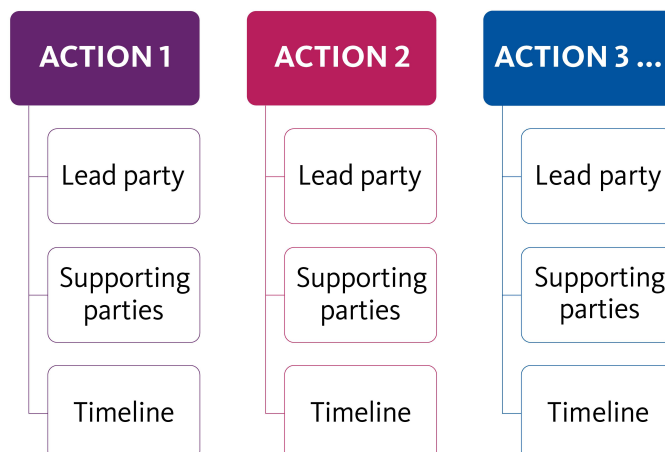 ACTION 1
Lead party
Supporting
parties
Timeline
ACTION 2
Lead party
Supporting
parties
Timeline
ACTION 3 ...
Lead party
Supporting
parties
Timeline